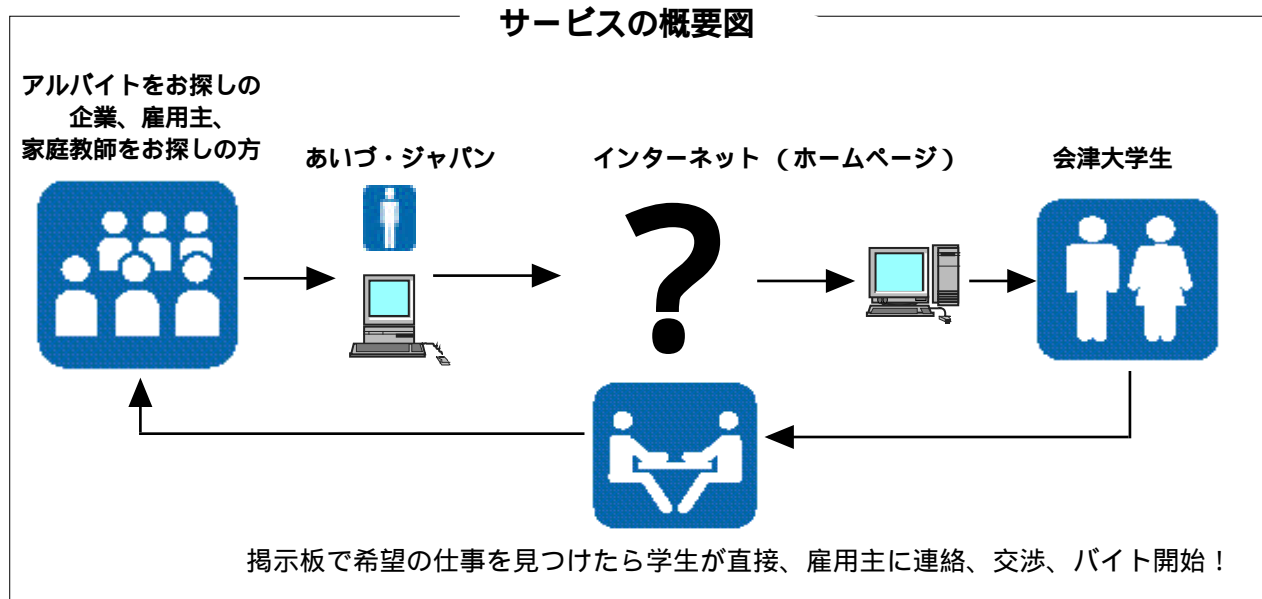 サービスの概要図
アルバイトをお探しの
企業、雇用主、
家庭教師をお探しの方
あいづ・ジャパン
インターネット （ホームページ）
会津大学生
?
掲示板で希望の仕事を見つけたら学生が直接、雇用主に連絡、交渉、バイト開始！